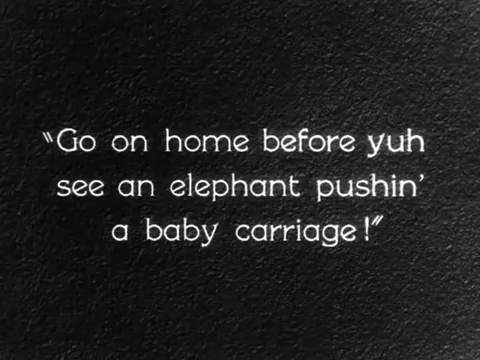 "Go on home before yuh
see an elephant pushin'
a baby carriage!"